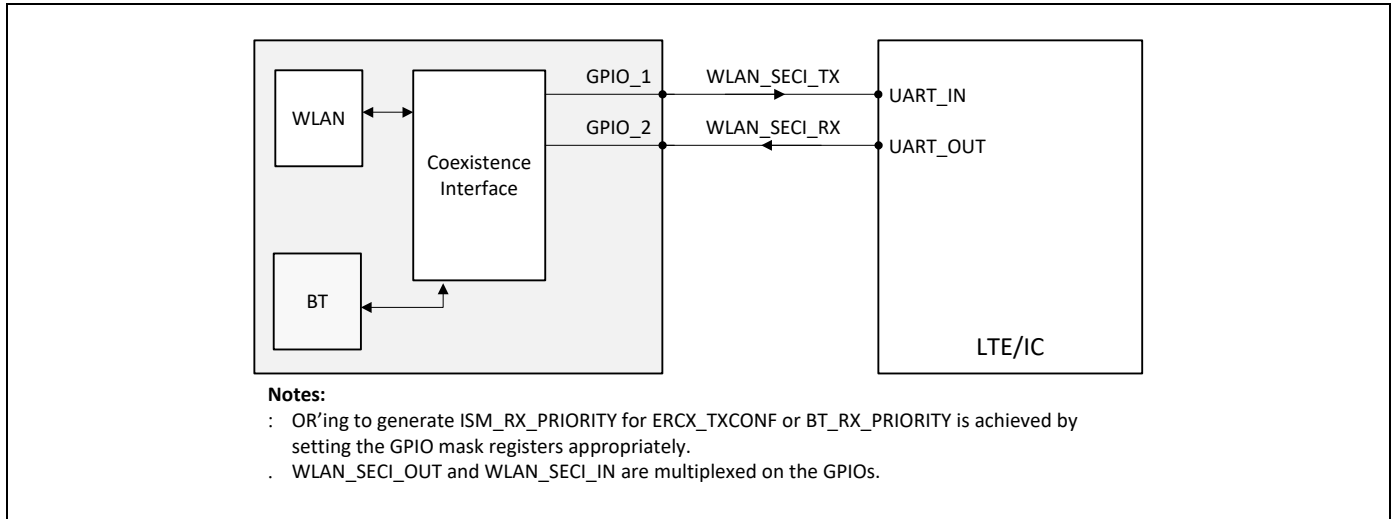 GPIO_1 WLAN_SECI_TX
UART_IN
WLAN
GPIO_2 WLAN_SECI_RX
UART_OUT
Coexistence
Interface
BT
LTE/IC
Notes:
: OR'ing to generate ISM_RX_PRIORITY for ERCX_TXCONF or BT_RX_PRIORITY is achieved by
setting the GPIO mask registers appropriately.
. WLAN_SECI_OUT and WLAN_SECI_IN are multiplexed on the GPIOs.